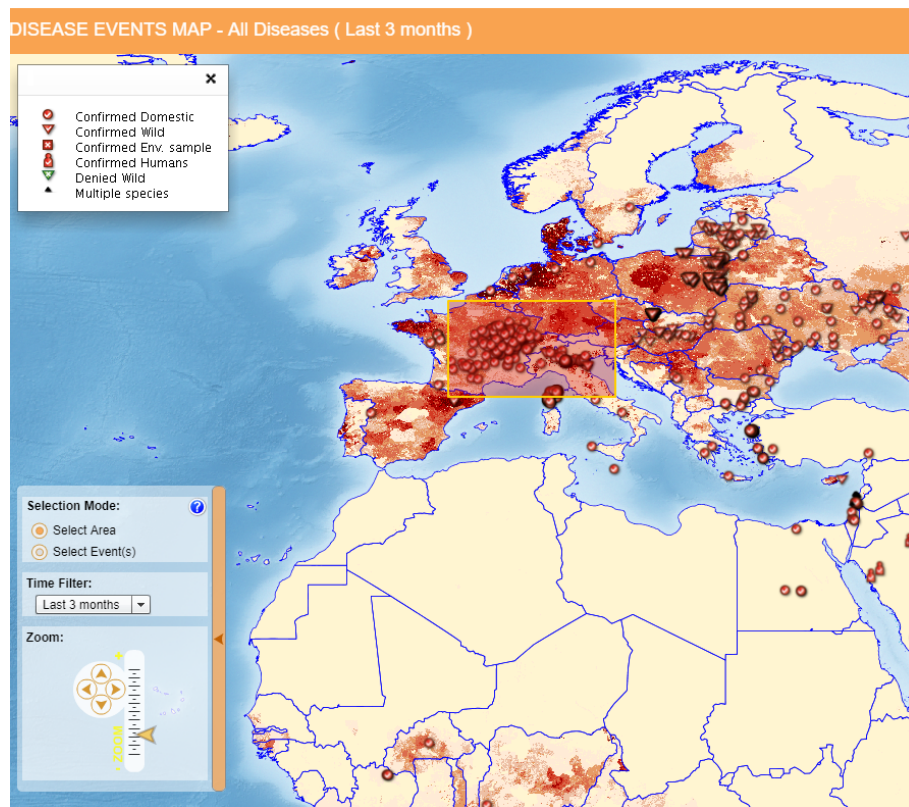 DISEASE EVENTS MAP - All Diseases ( Last 3 months )
Confirmed Domestic
Confirmed Wild
Confirmed Env. sample
Confirmed Humans
Denied Wild
Multiple species
Selection Mode:
?
Select Area
Select Event(s)
Time Filter:
Last 3 months
Zoom: